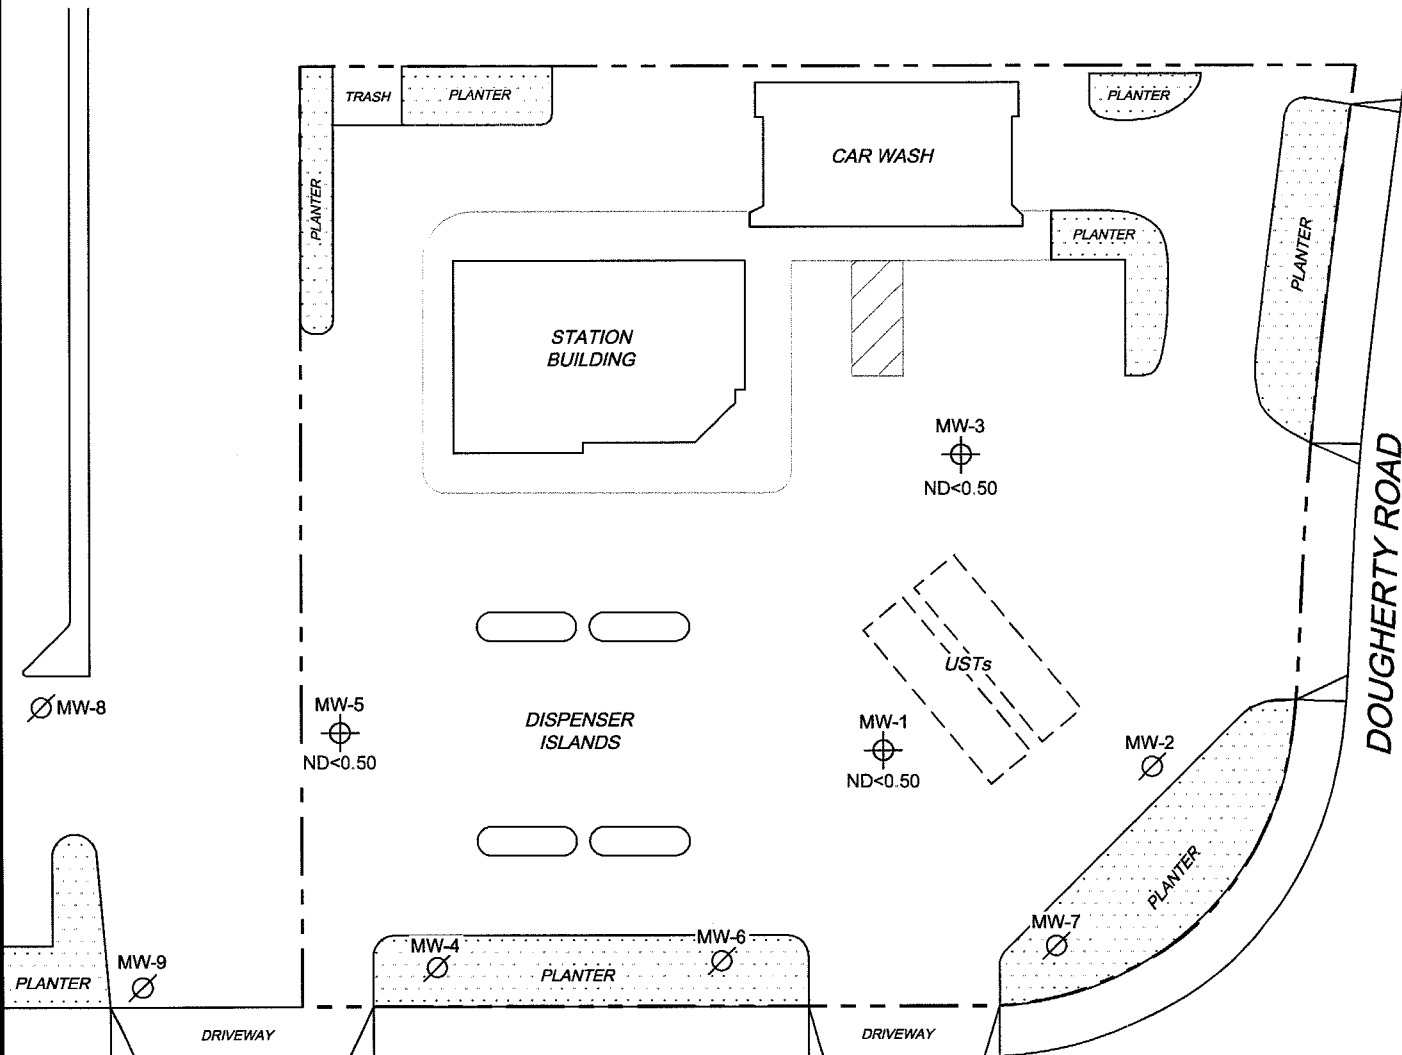 TRASH
PLANTER
PLANTER
CAR WASH
PLANTER
PLANTER
PLANTER
STATION
BUILDING
MW-3
ND<0.50
DOUGHERTY ROAD
USTs
MW-8
MW-5
ND<0.50
DISPENSER
ISLANDS
MW-1
ND<0.50
MW-2
PLANTER
MW-7
MW-4
MW-6
PLANTER
MW-9
PLANTER
DRIVEWAY
DRIVEWAY